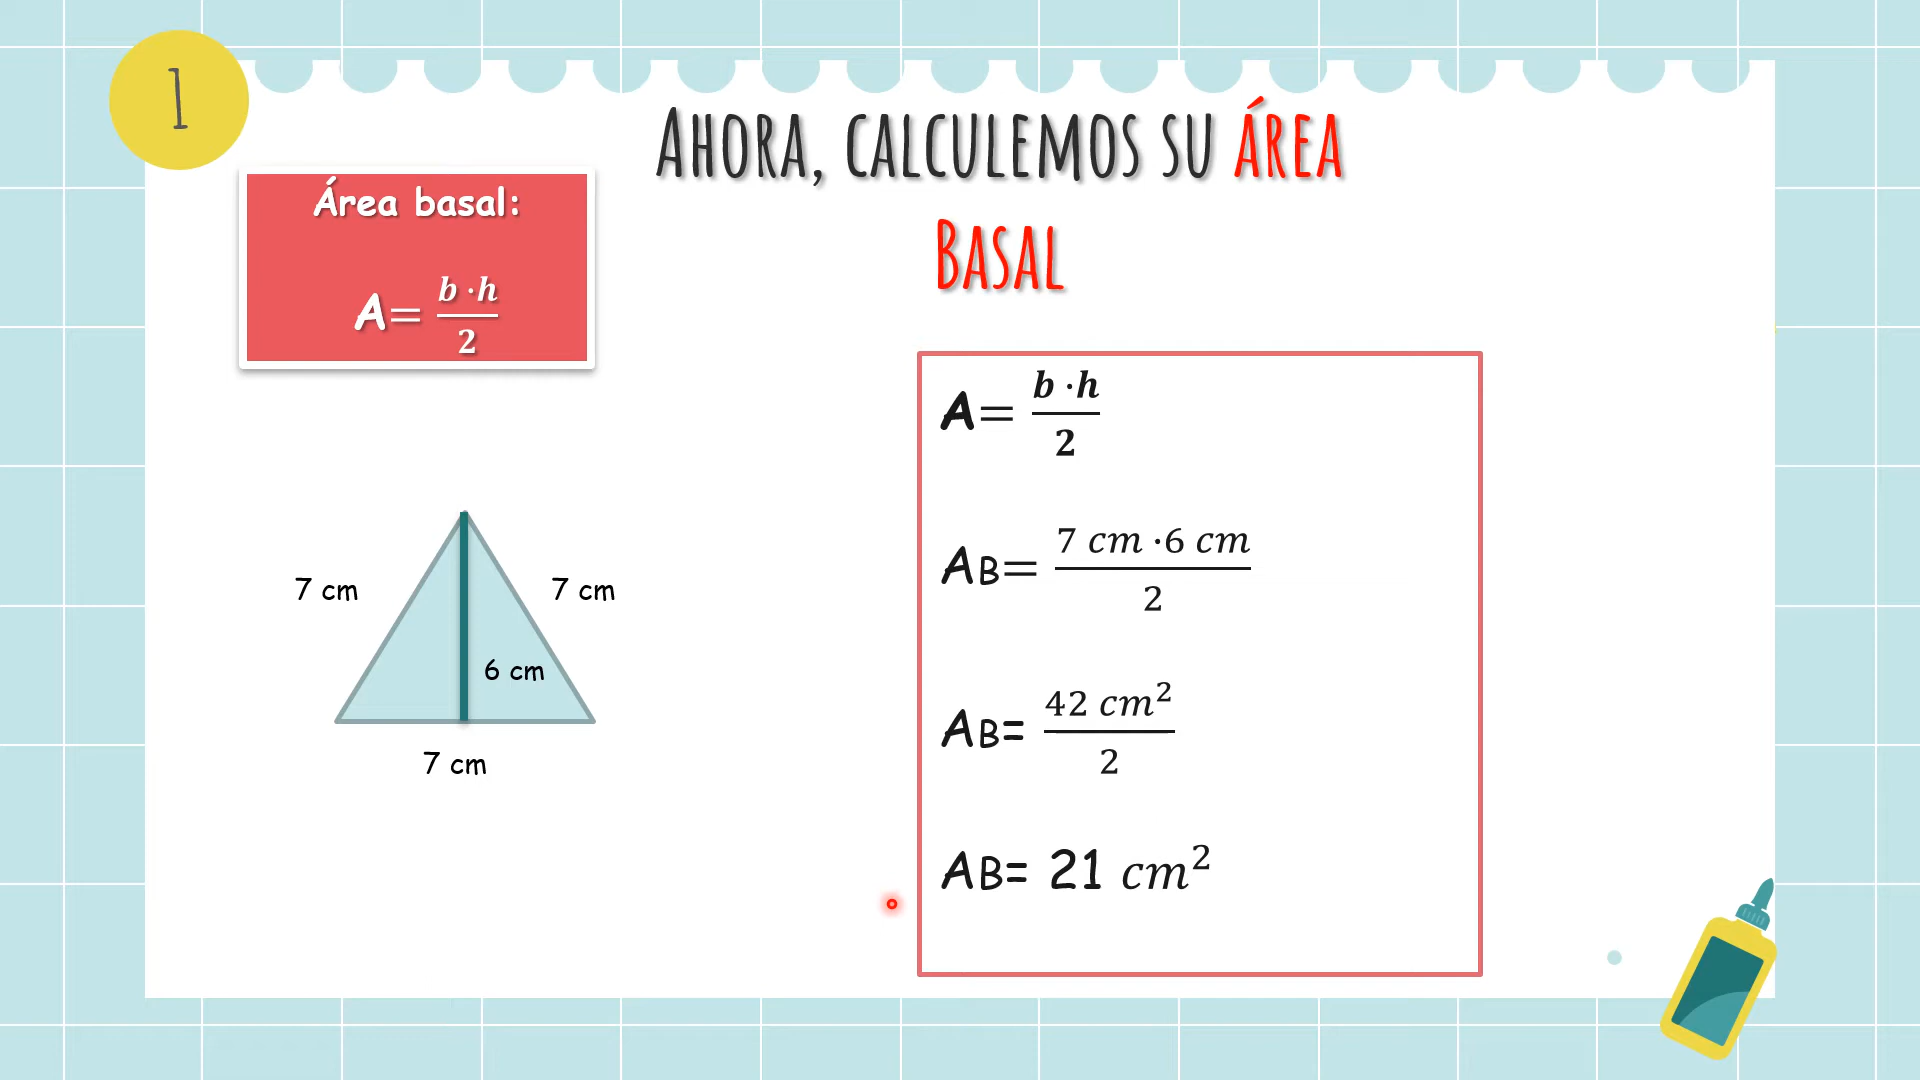 1
Ahora, calculemos su área
Basal
Área basal:
A= b · h / 2
7 cm
7 cm
6 cm
7 cm
A= b · h / 2
AB= 7 cm · 6 cm / 2
AB= 42 cm² / 2
AB= 21 cm²